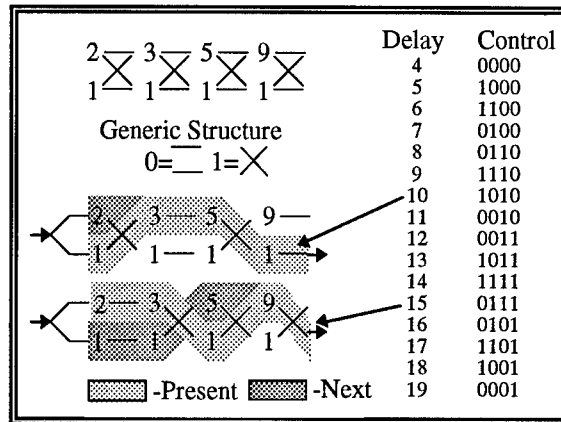 2 3 5 9
1 1 1 1
Generic Structure
0= 1=
2 3 5 9
1 1 1 1
2 3 5 9
1 1 1 1
-Present -Next
Delay Control
4 0000
5 1000
6 1100
7 0100
8 0110
9 1110
10 1010
11 0010
12 0011
13 1011
14 1111
15 0111
16 0101
17 1101
18 1001
19 0001